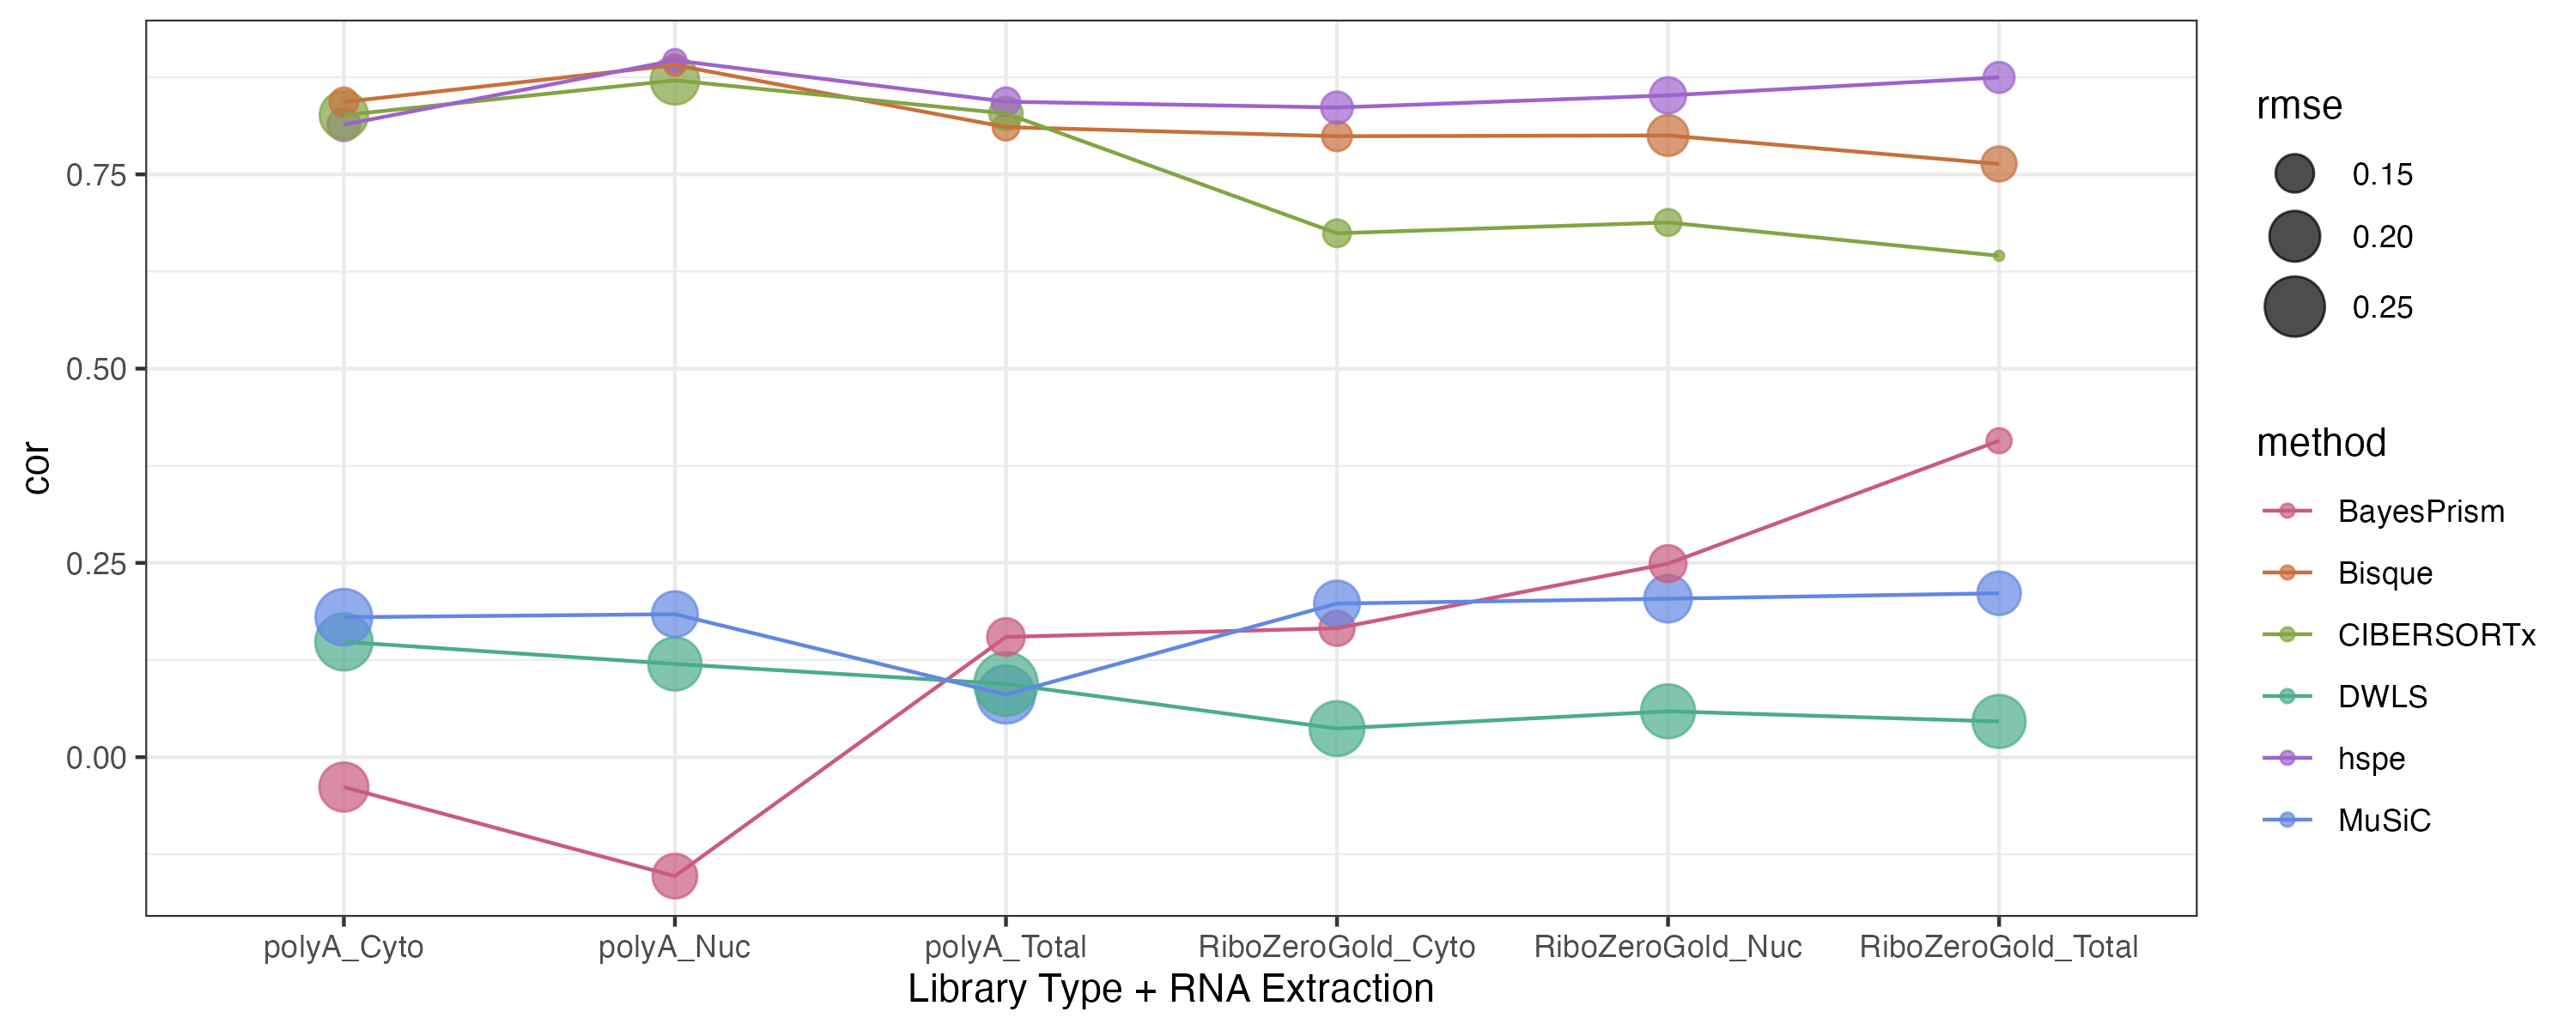 cor
0.75
0.50
0.25
0.00
polyA_Cyto polyA_Nuc polyA_Total RiboZeroGold_Cyto RiboZeroGold_Nuc RiboZeroGold_Total
Library Type + RNA Extraction
rmse
0.15
0.20
0.25
method
BayesPrism
Bisque
CIBERSORTx
DWLS
hspe
MuSiC